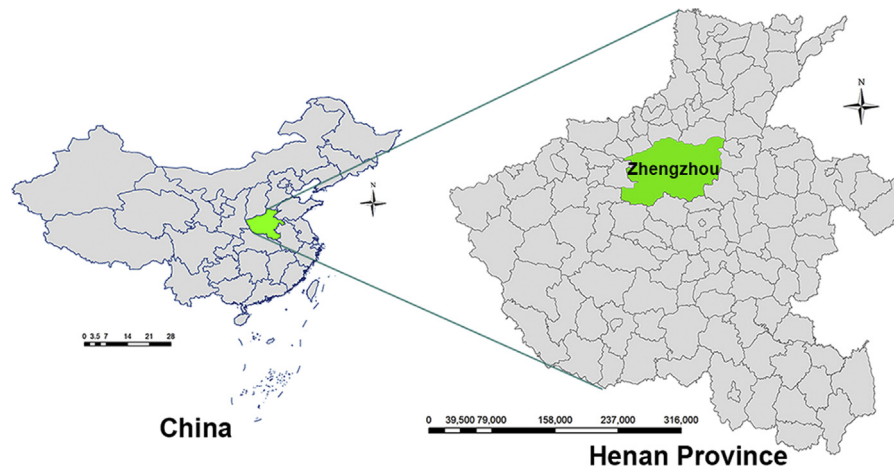 N
0 3.5 7 14 21 28
China
N
Zhengzhou
0 39,500 79,000 158,000 237,000 316,000
Henan Province